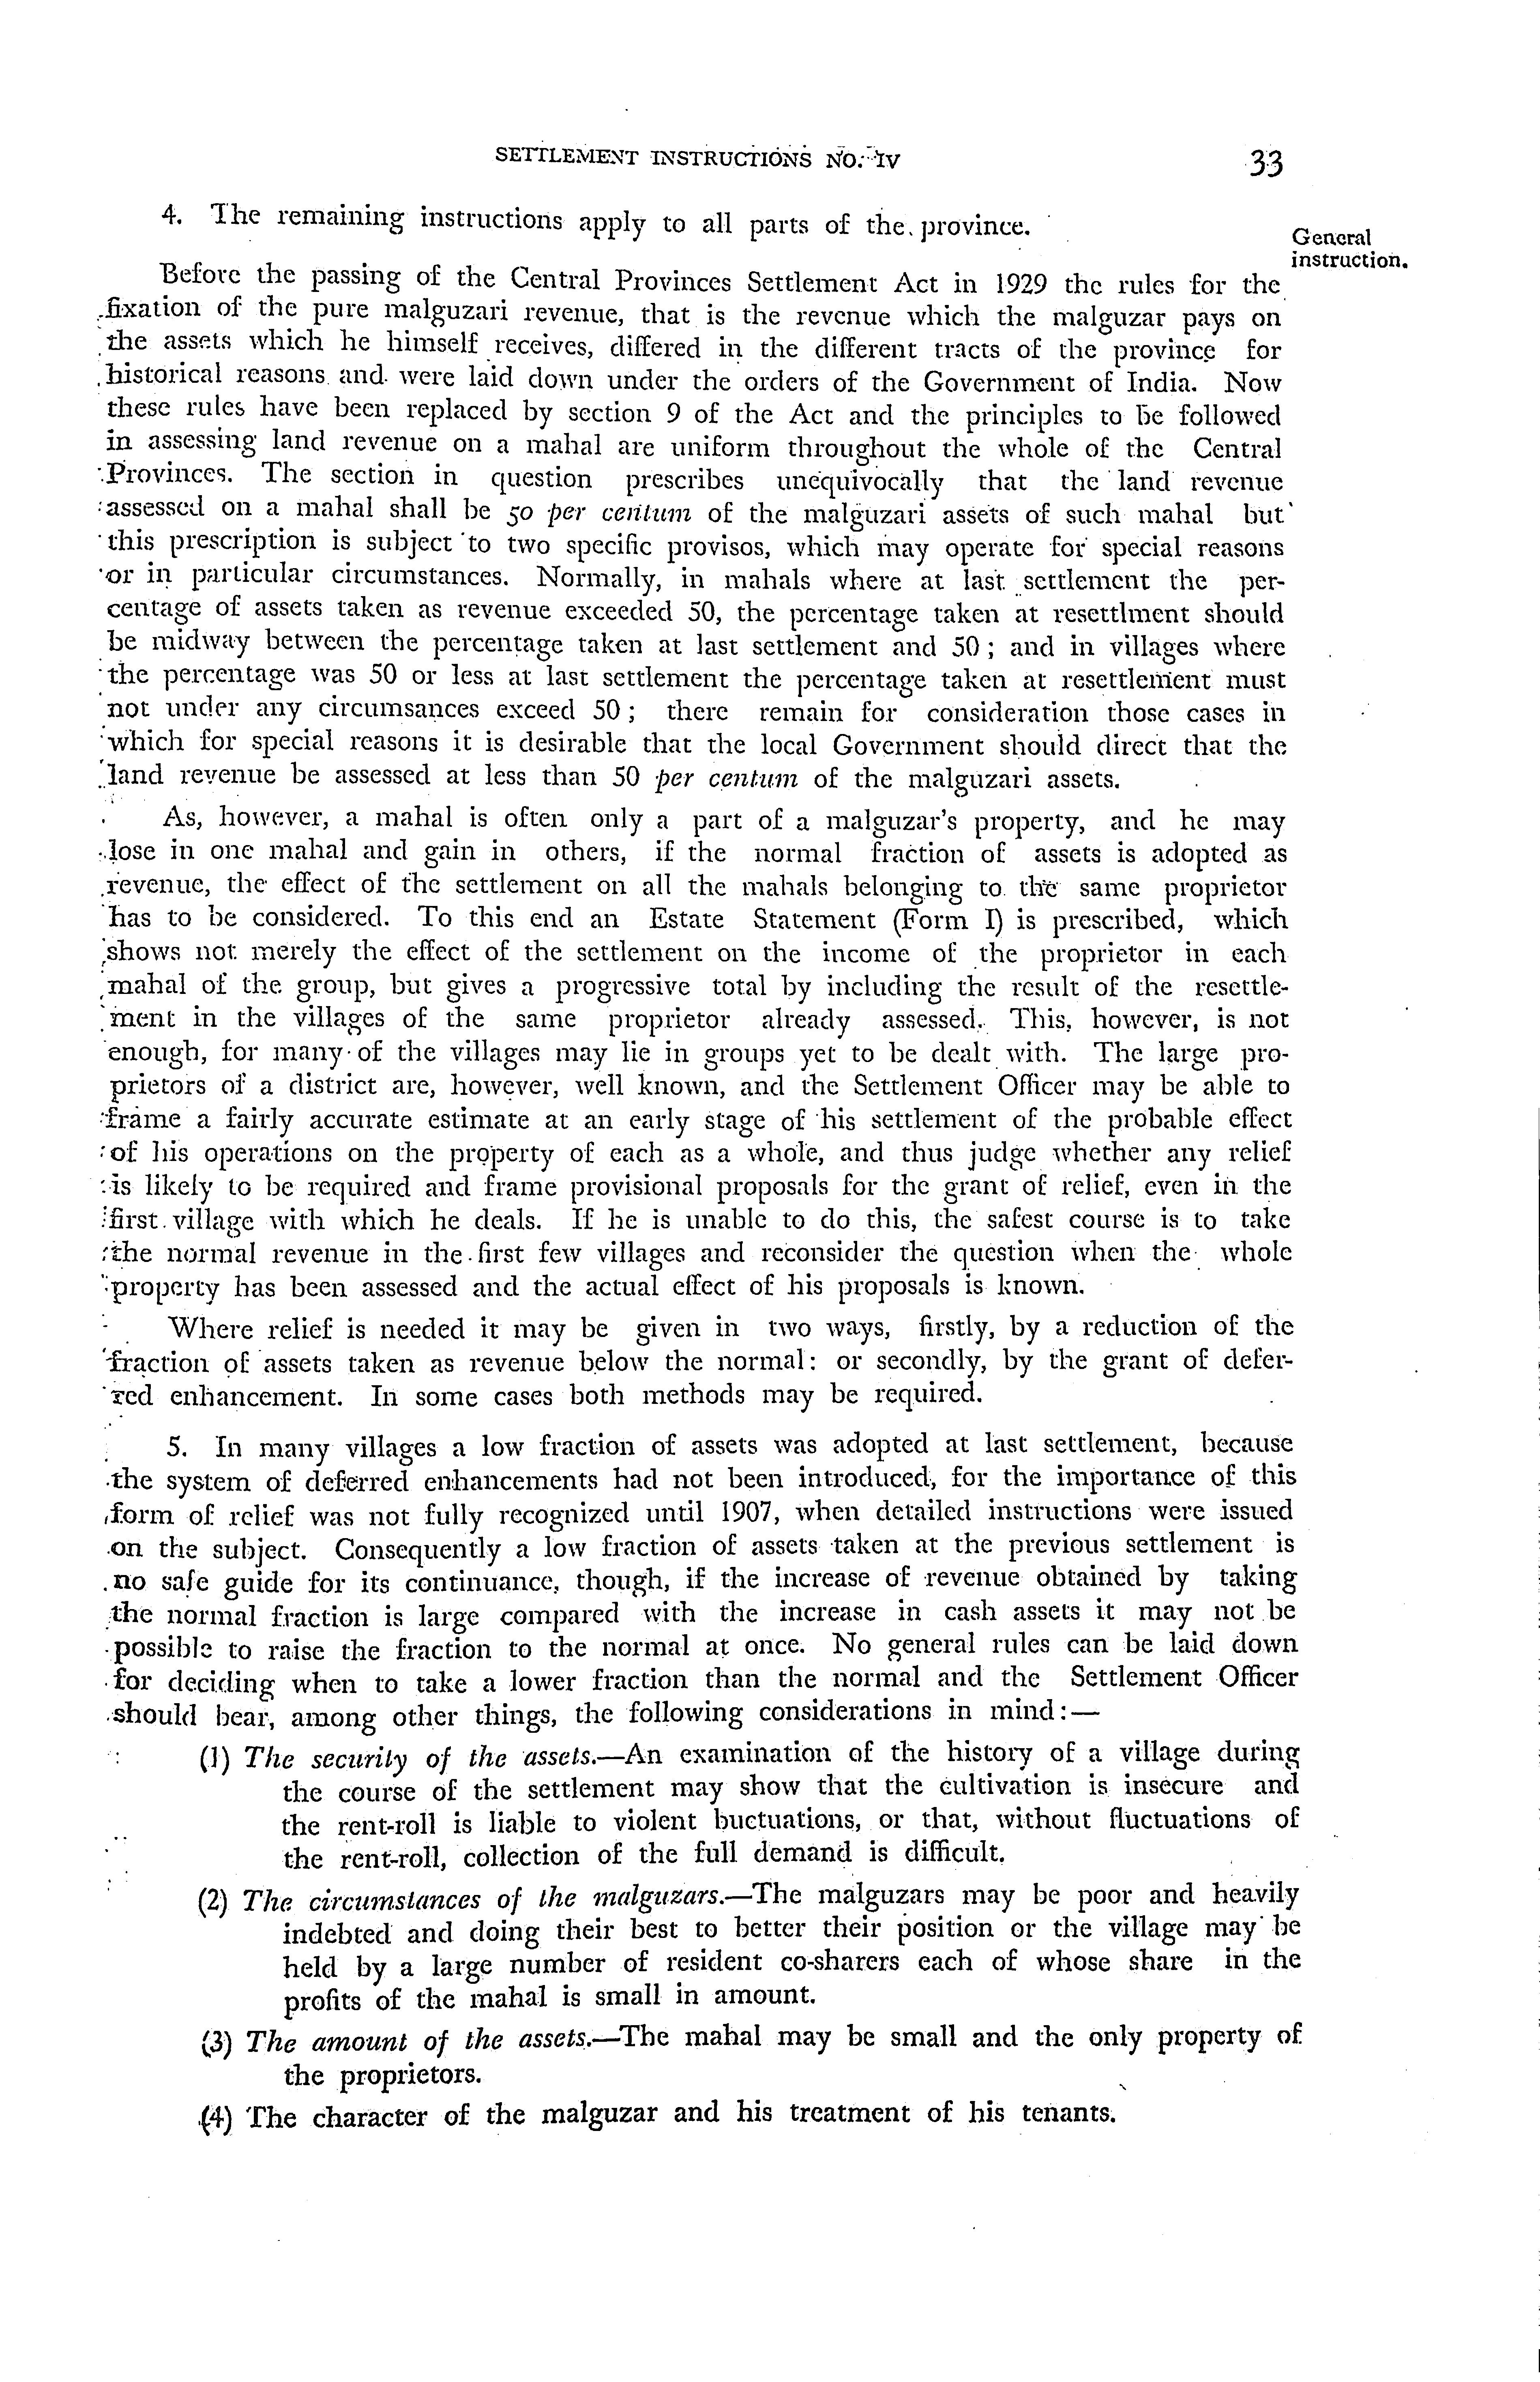 SETTLEMENT INSTRUCTIONS NO. IV
33
4. The remaining instructions apply to all parts of the province.
General
instruction.
Before the passing of the Central Provinces Settlement Act in 1929 the rules for the
fixation of the pure malguzari revenue, that is the revenue which the malguzar pays on
the assets which he himself receives, differed in the different tracts of the province for
historical reasons and were laid down under the orders of the Government of India. Now
these rules have been replaced by section 9 of the Act and the principles to be followed
in assessing land revenue on a mahal are uniform throughout the whole of the Central
Provinces. The section in question prescribes unequivocally that the land revenue
assessed on a mahal shall be 50 per centum of the malguzari assets of such mahal but
this prescription is subject to two specific provisos, which may operate for special reasons
or in particular circumstances. Normally, in mahals where at last settlement the per-
centage of assets taken as revenue exceeded 50, the percentage taken at resettlment should
be midway between the percentage taken at last settlement and 50; and in villages where
the percentage was 50 or less at last settlement the percentage taken at resettlement must
not under any circumsances exceed 50; there remain for consideration those cases in
which for special reasons it is desirable that the local Government should direct that the
land revenue be assessed at less than 50 per centum of the malguzari assets.
As, however, a mahal is often only a part of a malguzar's property, and he may
lose in one mahal and gain in others, if the normal fraction of assets is adopted as
revenue, the effect of the settlement on all the mahals belonging to the same proprietor
has to be considered. To this end an Estate Statement (Form I) is prescribed, which
shows not merely the effect of the settlement on the income of the proprietor in each
mahal of the group, but gives a progressive total by including the result of the resettle-
ment in the villages of the same proprietor already assessed. This, however, is not
enough, for many of the villages may lie in groups yet to be dealt with. The large pro-
prietors of a district are, however, well known, and the Settlement Officer may be able to
frame a fairly accurate estimate at an early stage of his settlement of the probable effect
of his operations on the property of each as a whole, and thus judge whether any relief
is likely to be required and frame provisional proposals for the grant of relief, even in the
first village with which he deals. If he is unable to do this, the safest course is to take
the normal revenue in the first few villages and reconsider the question when the whole
property has been assessed and the actual effect of his proposals is known.
Where relief is needed it may be given in two ways, firstly, by a reduction of the
fraction of assets taken as revenue below the normal: or secondly, by the grant of defer-
red enhancement. In some cases both methods may be required.
5. In many villages a low fraction of assets was adopted at last settlement, because
the system of deferred enhancements had not been introduced, for the importance of this
form of relief was not fully recognized until 1907, when detailed instructions were issued
on the subject. Consequently a low fraction of assets taken at the previous settlement is
no safe guide for its continuance, though, if the increase of revenue obtained by taking
the normal fraction is large compared with the increase in cash assets it may not be
possible to raise the fraction to the normal at once. No general rules can be laid down
for deciding when to take a lower fraction than the normal and the Settlement Officer
should bear, among other things, the following considerations in mind:—
(1) The security of the assets.—An examination of the history of a village during
the course of the settlement may show that the cultivation is insecure and
the rent-roll is liable to violent buctuations, or that, without fluctuations of
the rent-roll, collection of the full demand is difficult.
(2) The circumstances of the malguzars.—The malguzars may be poor and heavily
indebted and doing their best to better their position or the village may be
held by a large number of resident co-sharers each of whose share in the
profits of the mahal is small in amount.
(3) The amount of the assets.—The mahal may be small and the only property of
the proprietors.
(4) The character of the malguzar and his treatment of his tenants.